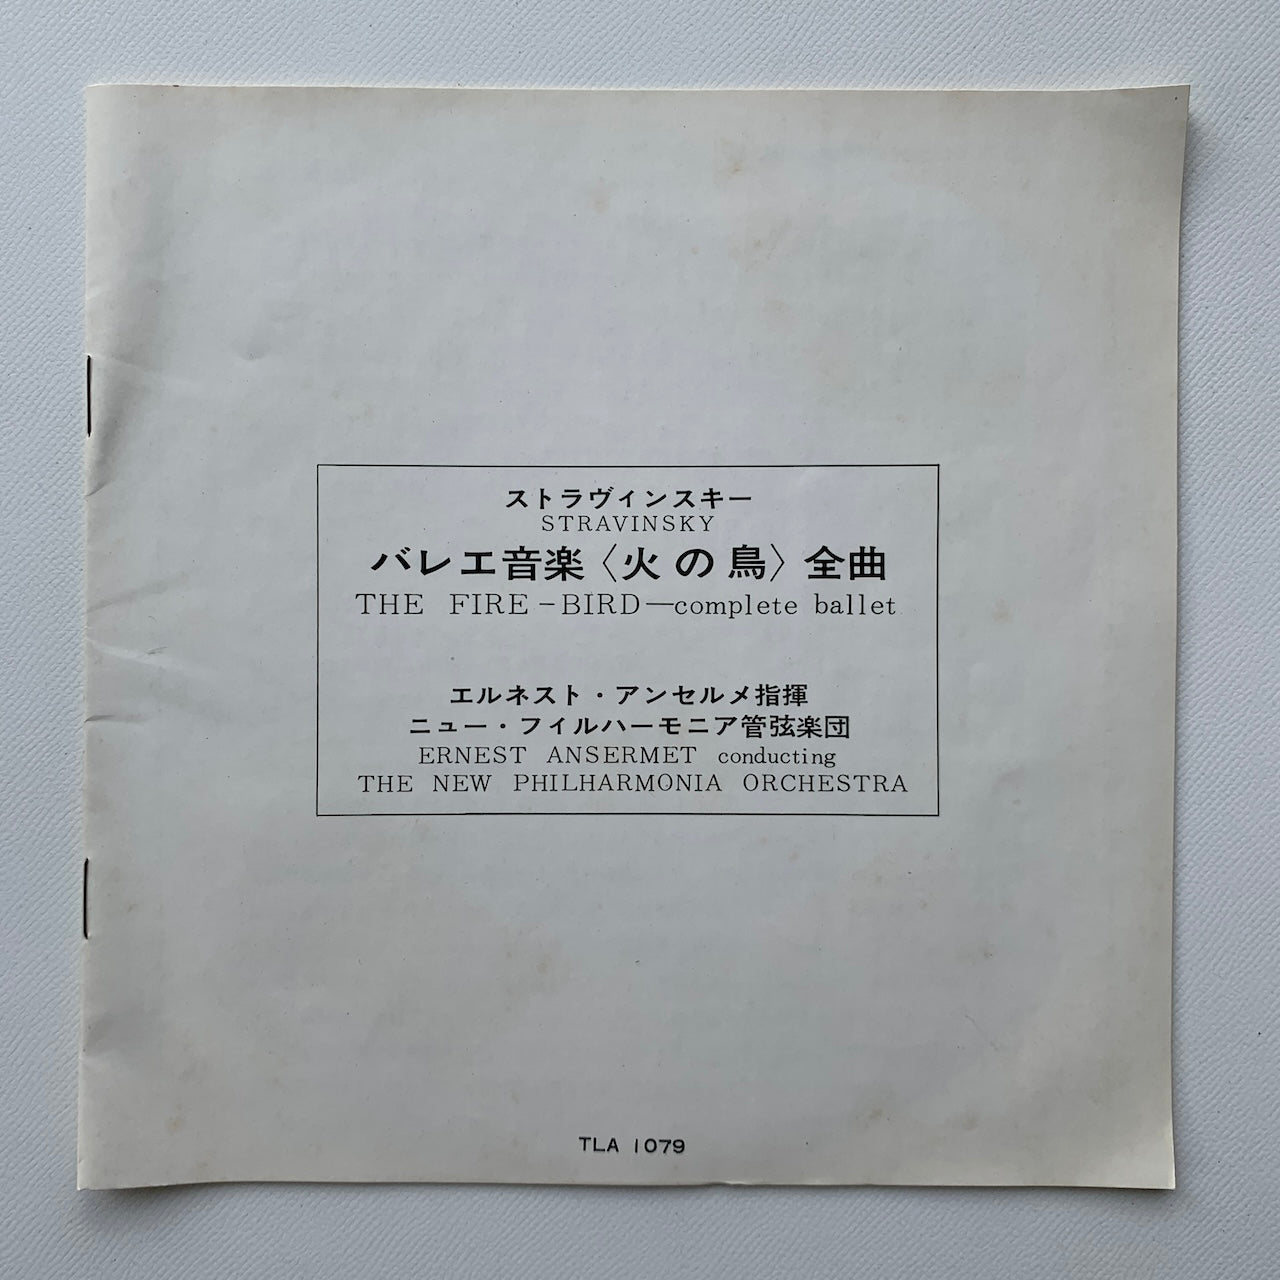 ストラヴィンスキー
STRAVINSKY
バレエ音楽〈火の鳥〉全曲
THE FIRE-BIRD—complete ballet
エルネスト・アンセルメ指揮
ニュー・フィルハーモニア管弦楽団
ERNEST ANSERMET conducting
THE NEW PHILHARMONIA ORCHESTRA
TLA 1079